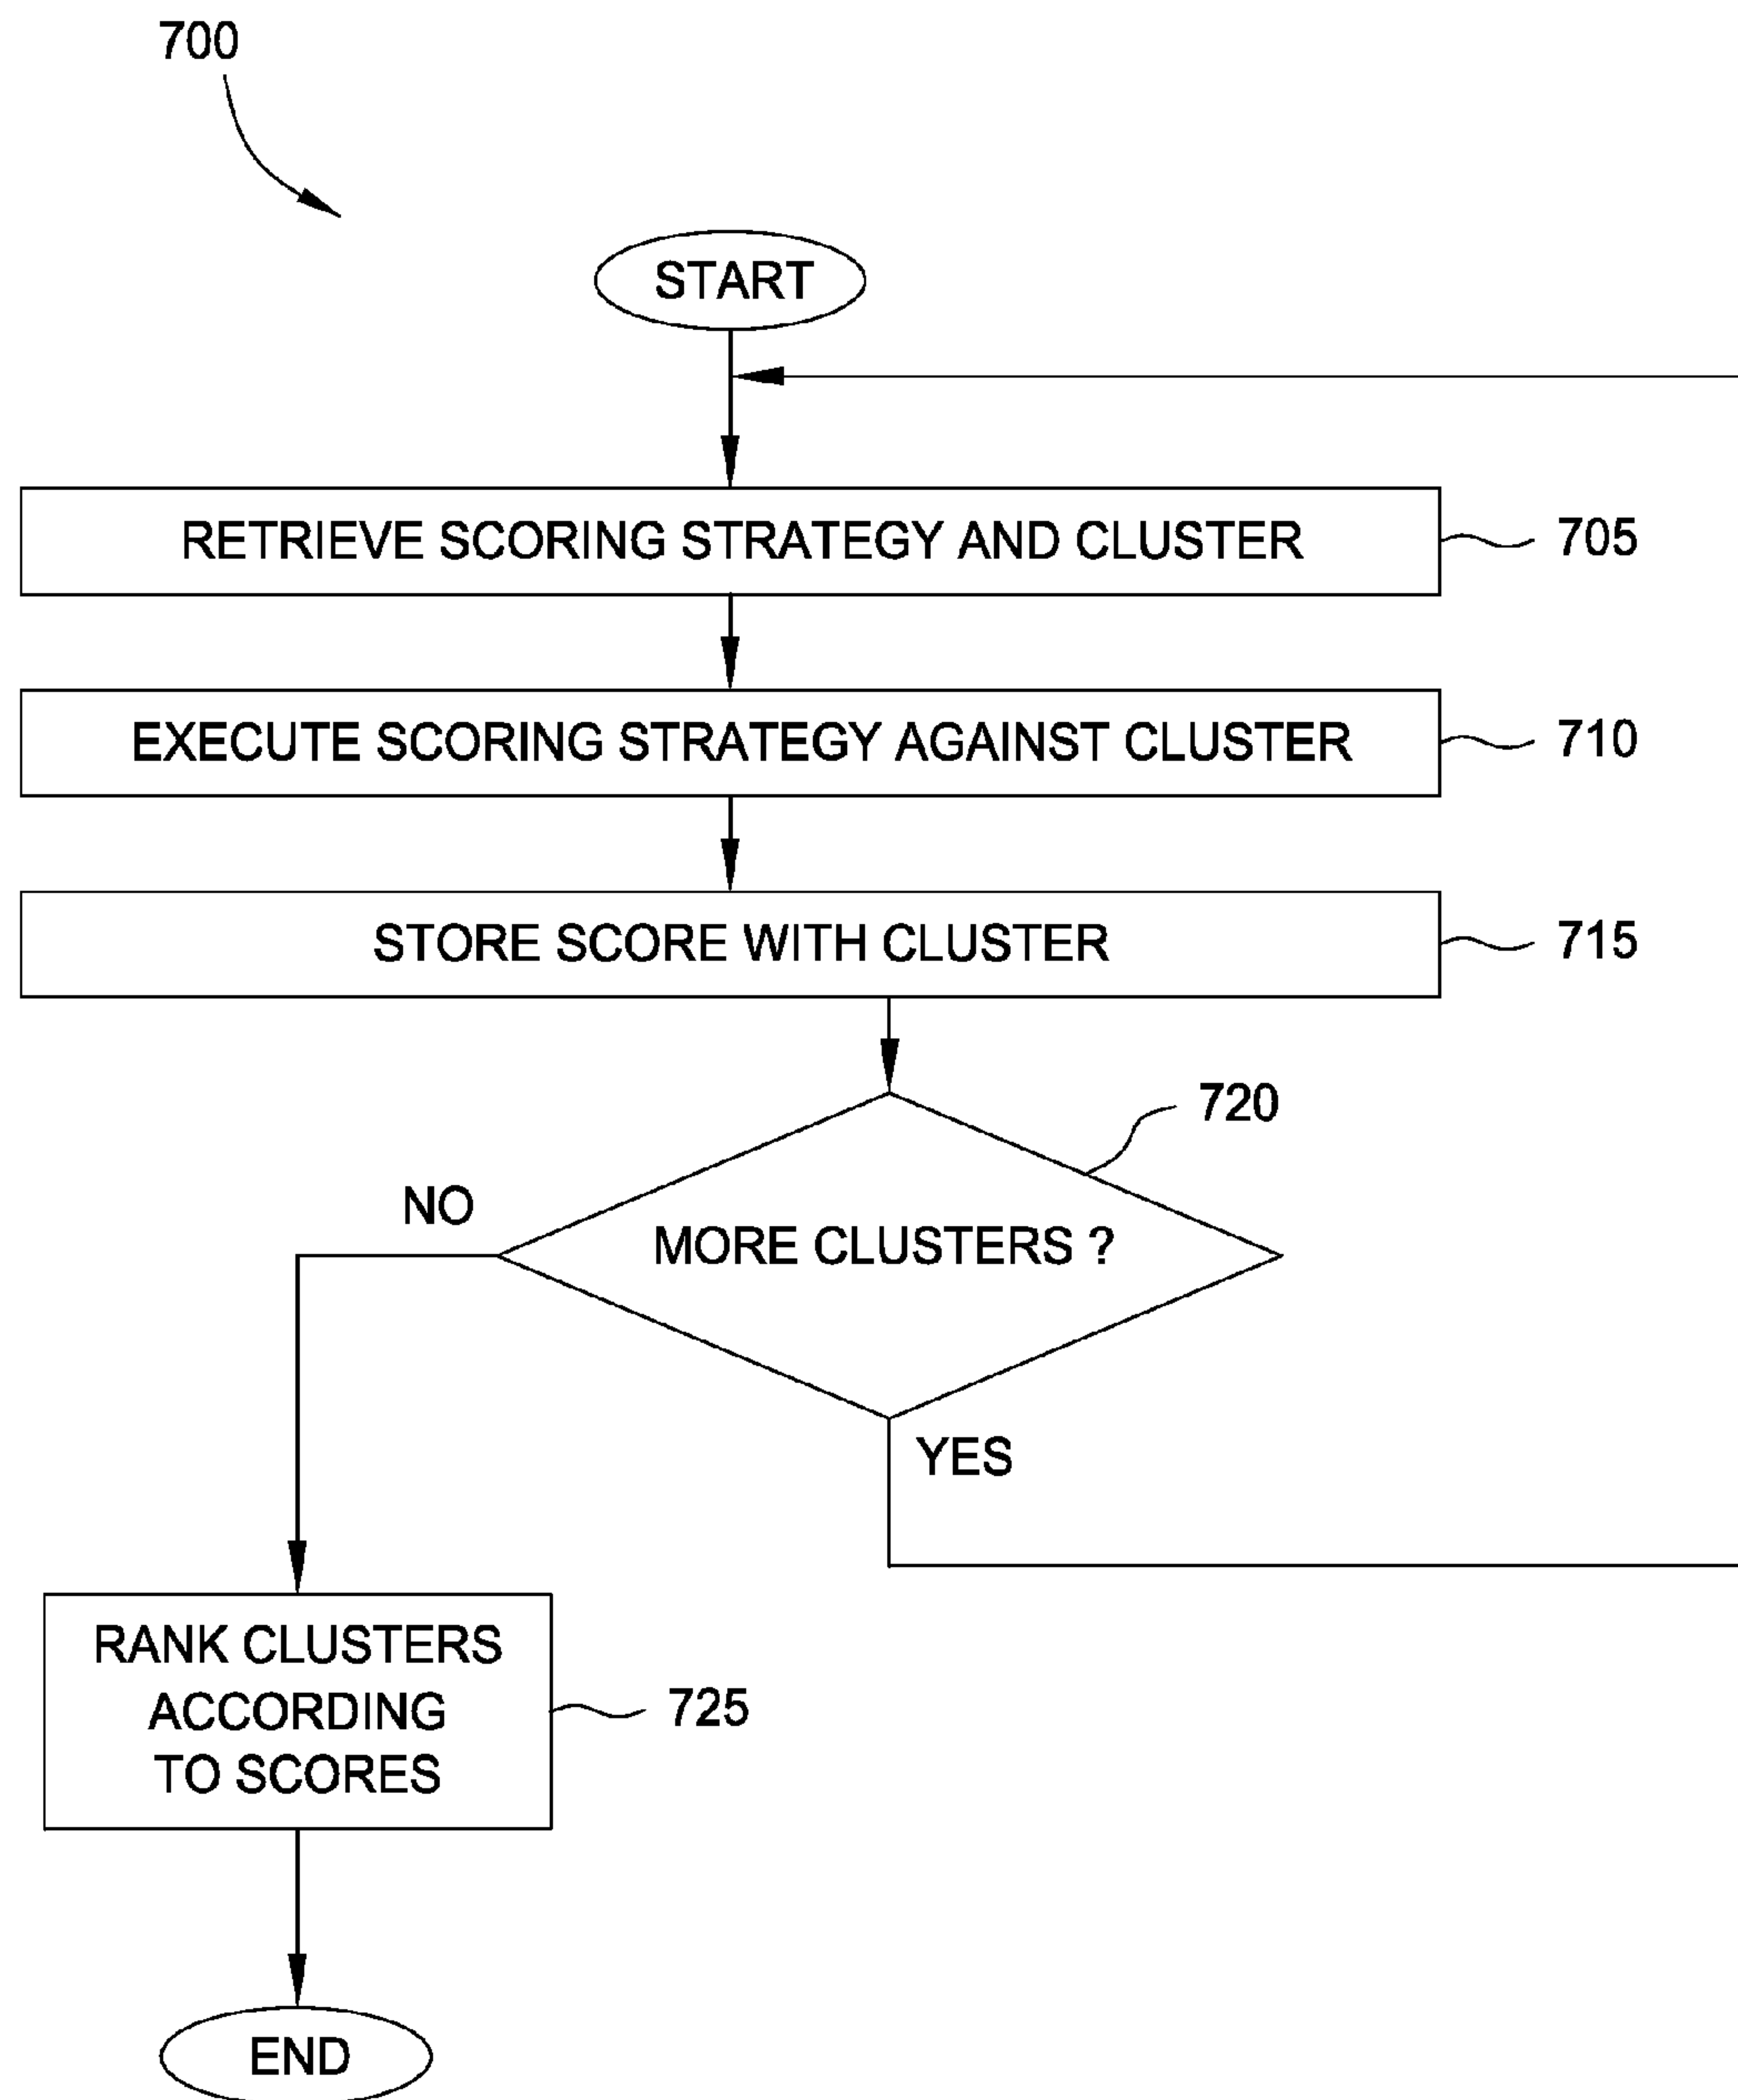 700
START
RETRIEVE SCORING STRATEGY AND CLUSTER
705
EXECUTE SCORING STRATEGY AGAINST CLUSTER
710
STORE SCORE WITH CLUSTER
715
720
NO
MORE CLUSTERS ?
YES
RANK CLUSTERS
ACCORDING
TO SCORES
725
END